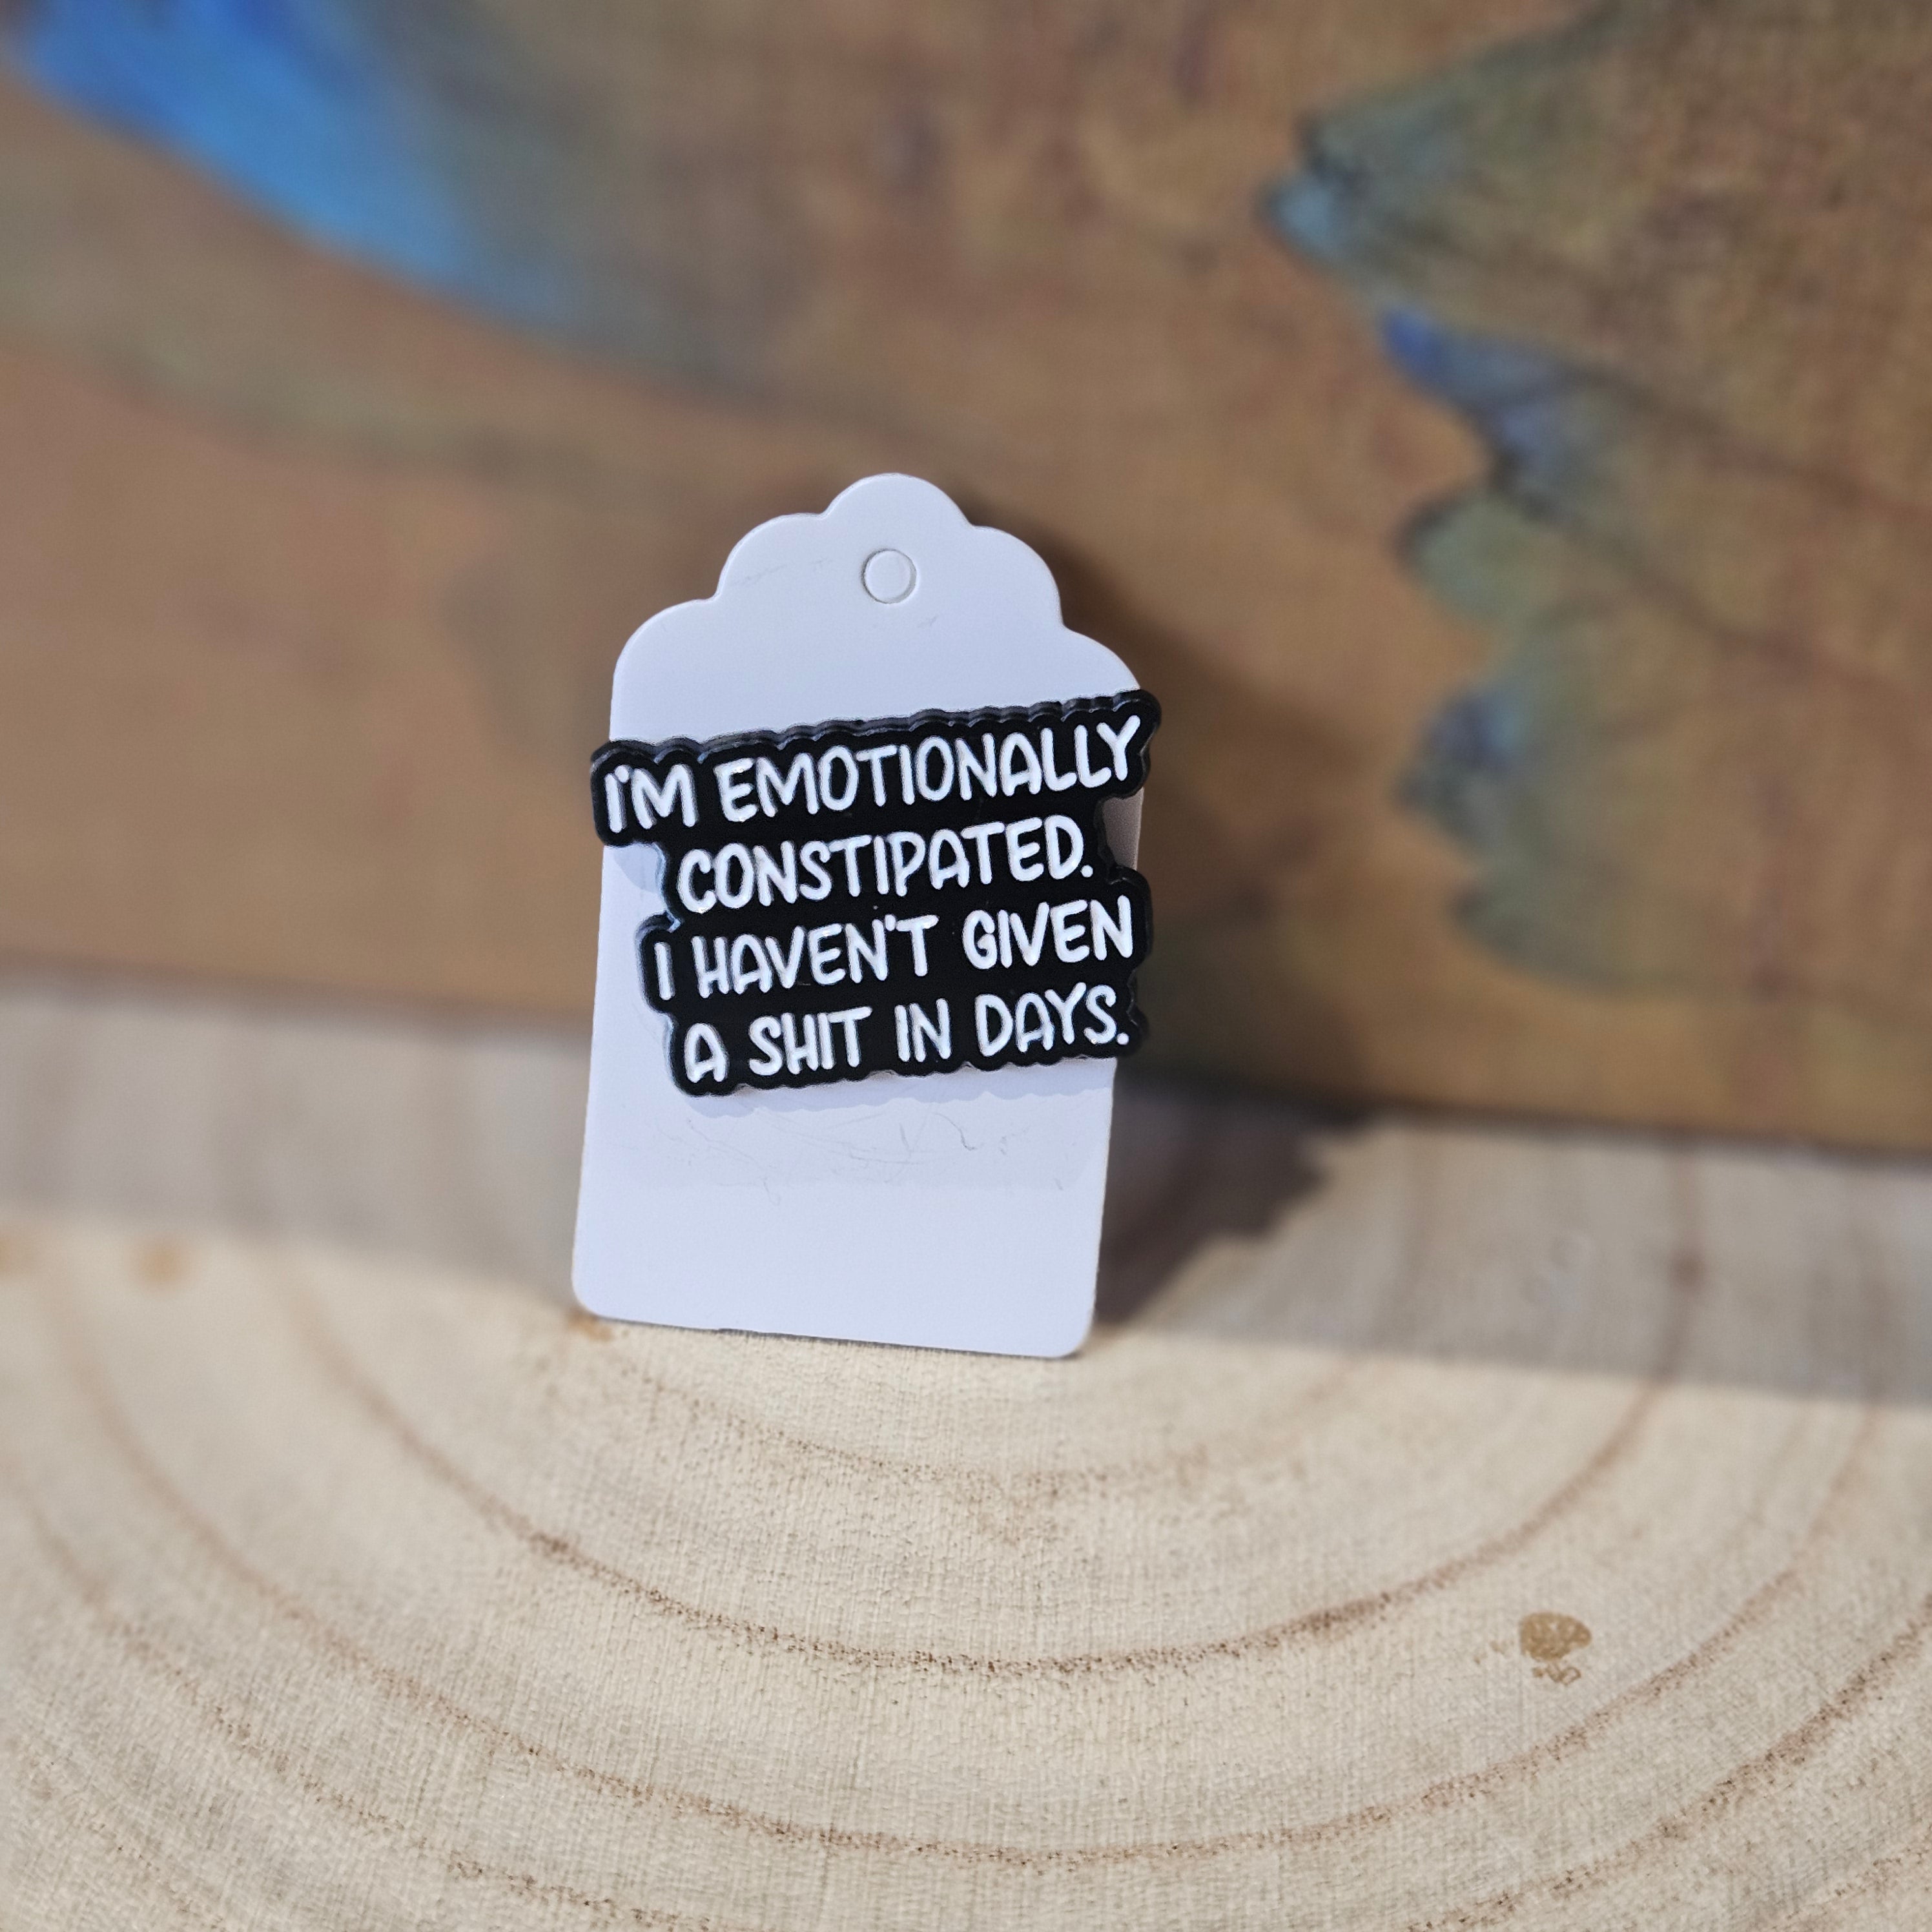 I'M EMOTIONALLY
CONSTIPATED.
I HAVEN'T GIVEN
A SHIT IN DAYS.